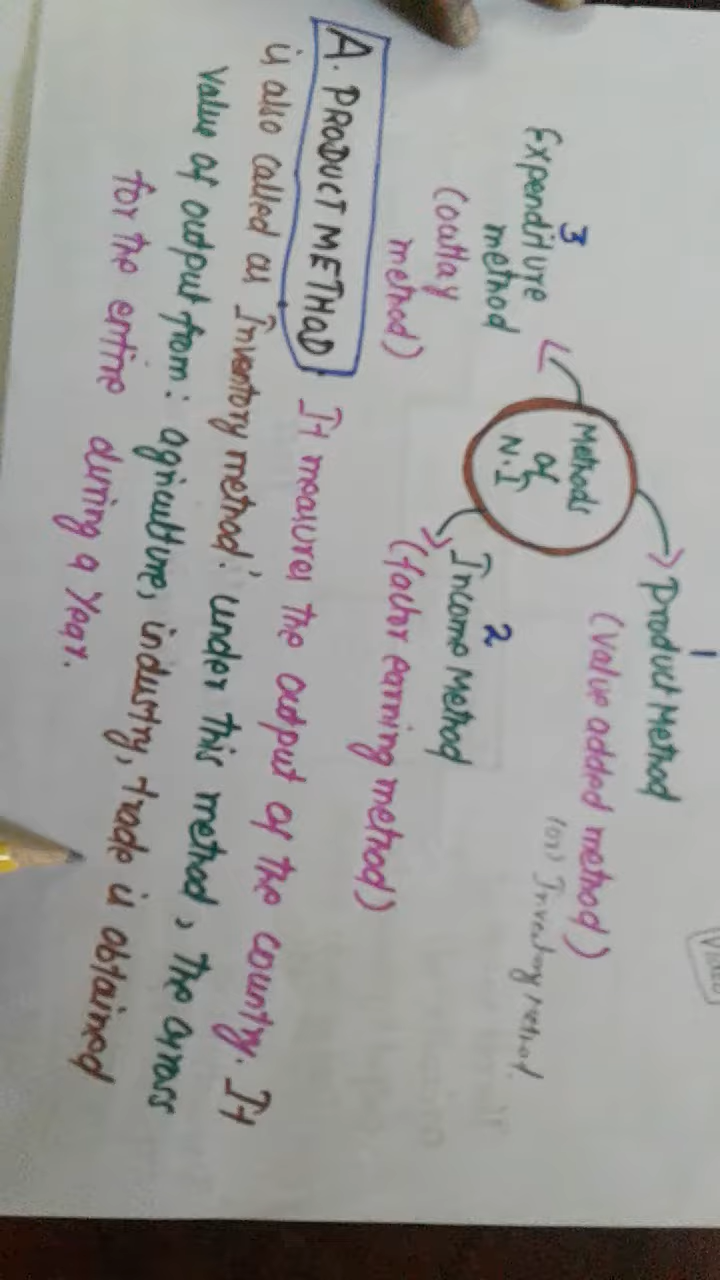 1
Product Method
(Value added method)
(or) Inventory method.
3
Expenditure
method
(outlay
method)
Methods
of
N.I
2
Income Method
(factor earning method)
A. PRODUCT METHOD It measures the output of the country. It
is also called as 'Inventory method'. under this method, the gross
value of output from: agriculture, industry, trade is obtained
for the entire during a year.